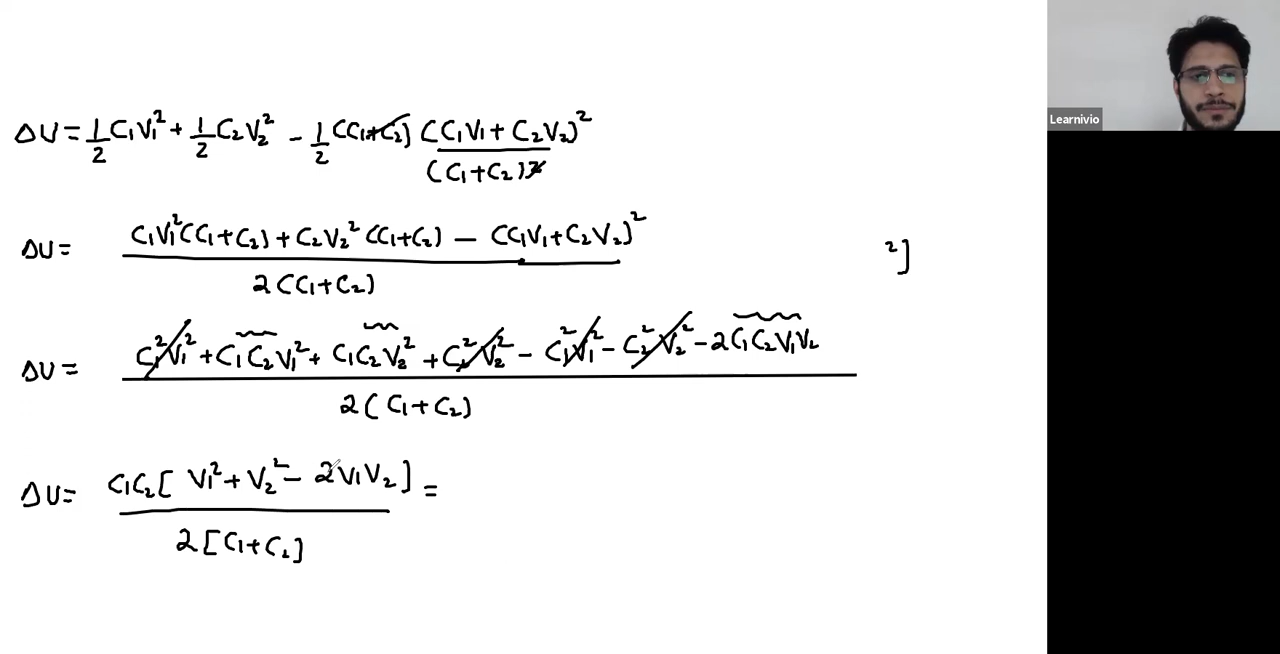 ΔU = 1/2 C₁V₁² + 1/2 C₂V₂² − 1/2 (C₁+C₂) (C₁V₁ + C₂V₂)² / (C₁+C₂)²
Learnivio
ΔU = C₁V₁²(C₁+C₂) + C₂V₂²(C₁+C₂) − (C₁V₁+C₂V₂)² / 2(C₁+C₂)
²]
ΔU = C₁²V₁² + C₁C₂V₁² + C₁C₂V₂² + C₂²V₂² − C₁²V₁² − C₂²V₂² − 2C₁C₂V₁V₂ / 2(C₁+C₂)
ΔU = C₁C₂[V₁² + V₂² − 2V₁V₂] / 2[C₁+C₂] =